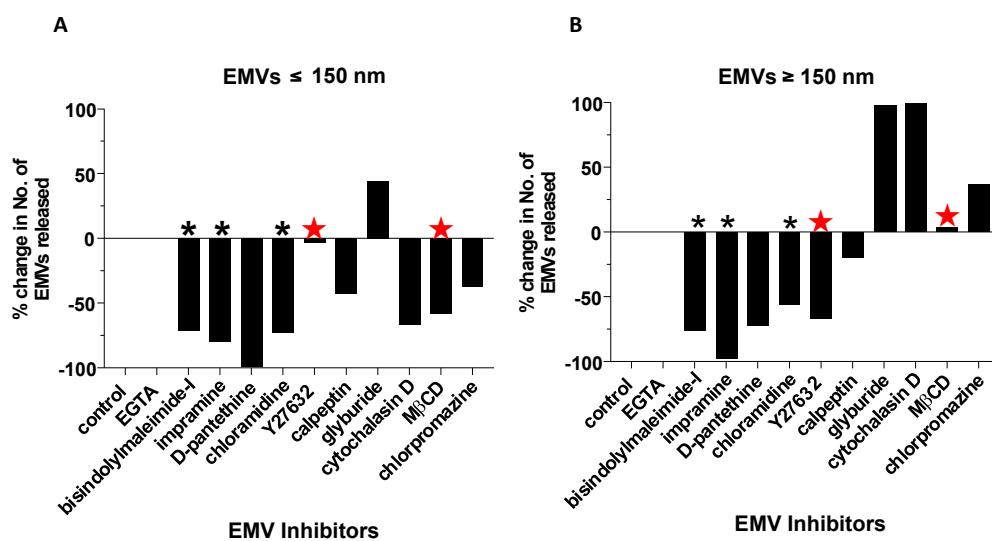 A
EMVs ≤ 150 nm
% change in No. of
EMVs released
100
50
0
-50
-100
* * *
control
EGTA
bisindolylmaleimide-I
impramine
D-pantethine
chloramidine
Y27632
calpeptin
glyburide
cytochalasin D
MβCD
chlorpromazine
EMV Inhibitors
B
EMVs ≥ 150 nm
% change in No. of
EMVs released
100
50
0
-50
-100
* * *
control
EGTA
bisindolylmaleimide-I
impramine
D-pantethine
chloramidine
Y27632
calpeptin
glyburide
cytochalasin D
MβCD
chlorpromazine
EMV Inhibitors